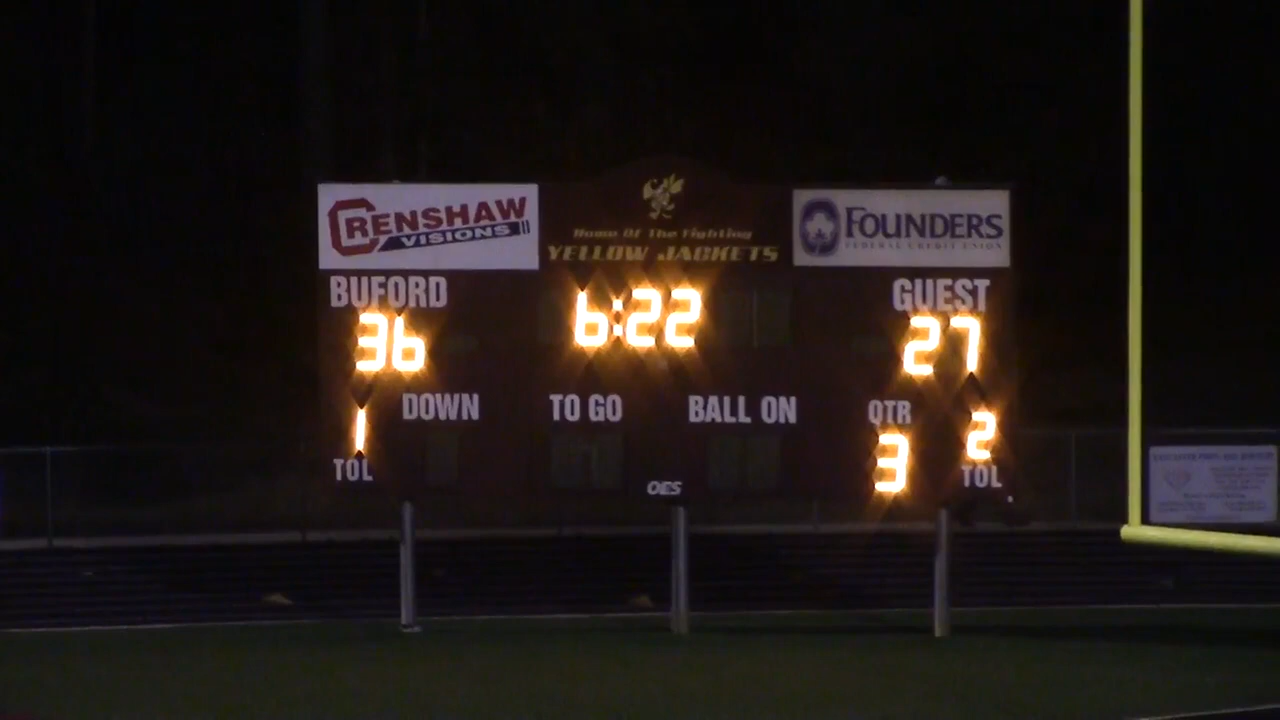 CRENSHAW
VISIONS II
Home Of The Fighting
YELLOW JACKETS
FOUNDERS
FEDERAL CREDIT UNION
BUFORD
6:22
GUEST
36
27
1
DOWN
TO GO
BALL ON
QTR
2
3
TOL
TOL
OES